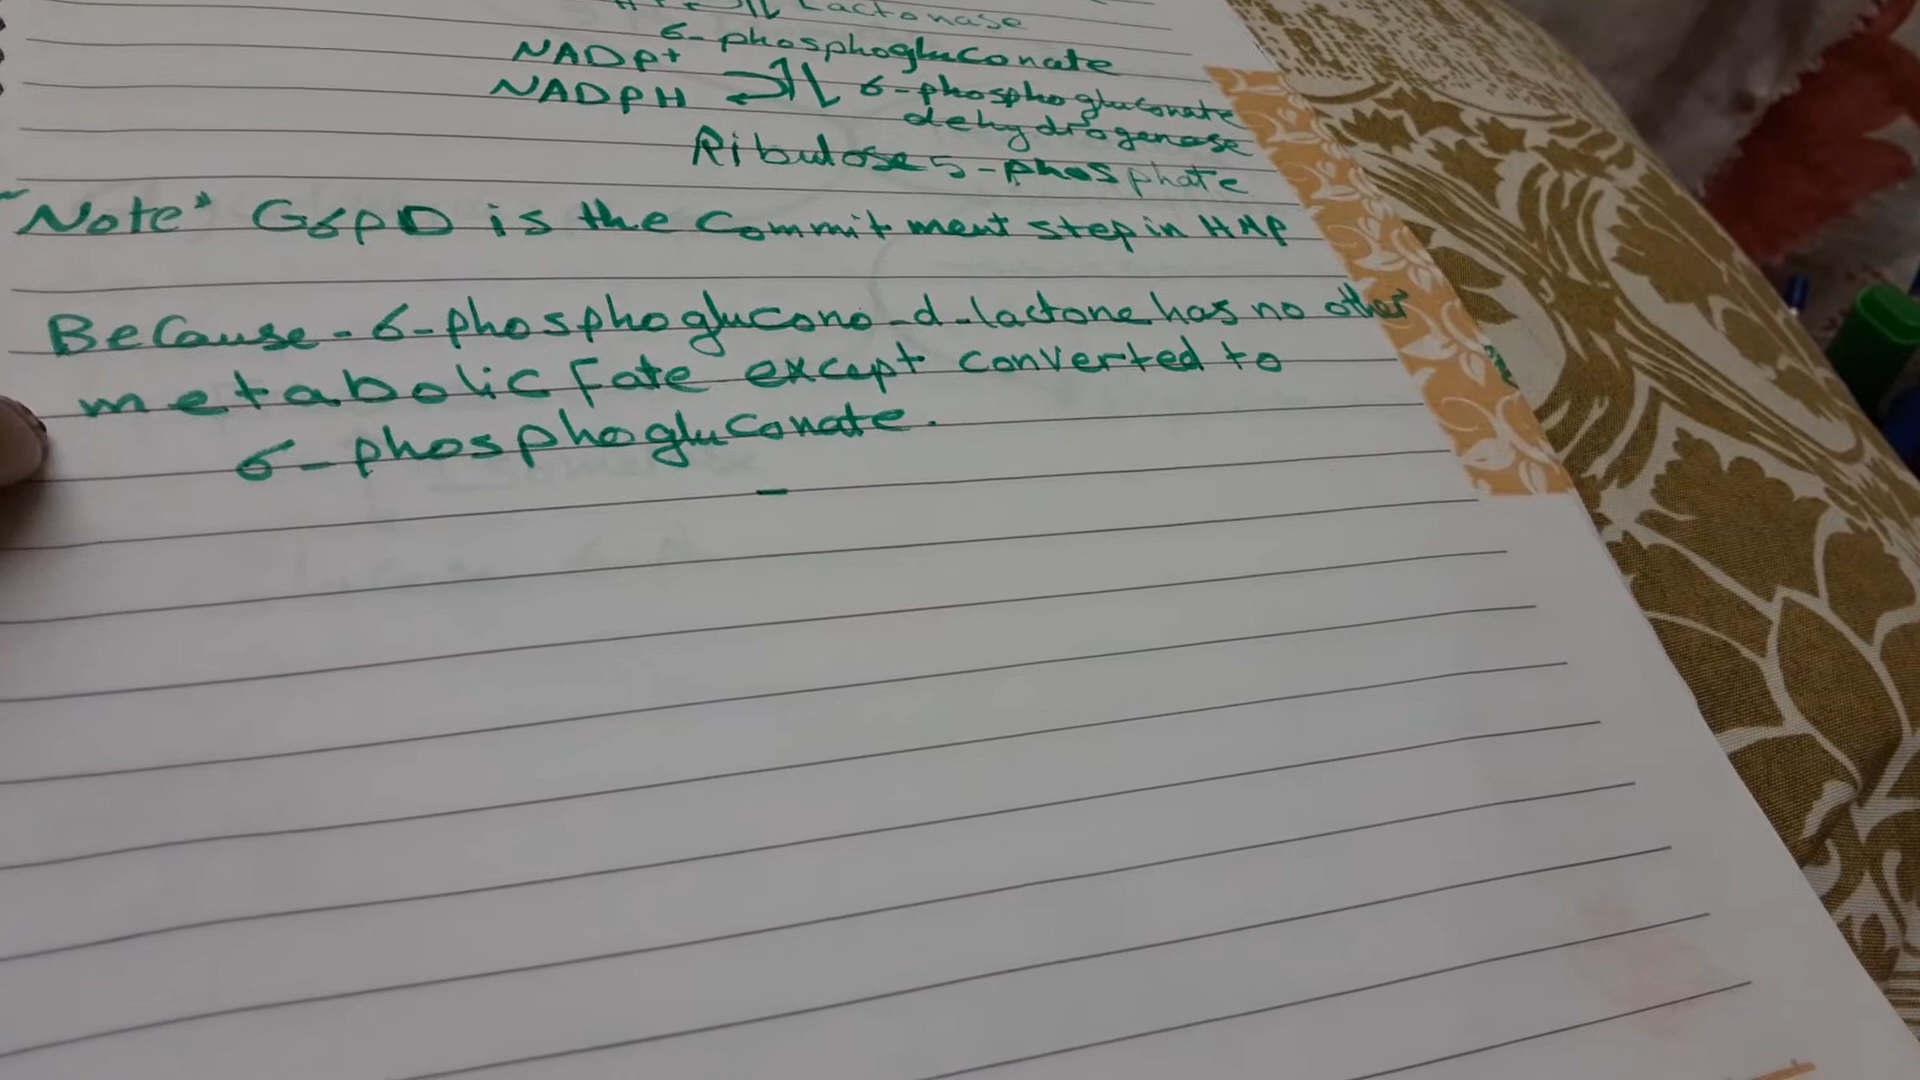 Lactonase
6-phosphogluconate
NADP+
NADPH
6-phosphogluconate
dehydrogenase
Ribulose 5-phosphate
"Note" G6PD is the Commitment step in HMP
Because - 6-phosphoglucono-d-lactone has no other
metabolic fate except converted to
6-phosphogluconate.